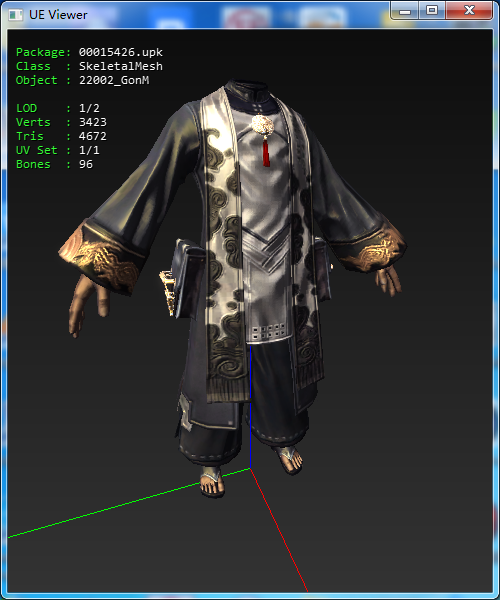 UE Viewer
Package: 00015426.upk
Class : SkeletalMesh
Object : 22002_GonM
LOD : 1/2
Verts : 3423
Tris : 4672
UV Set : 1/1
Bones : 96